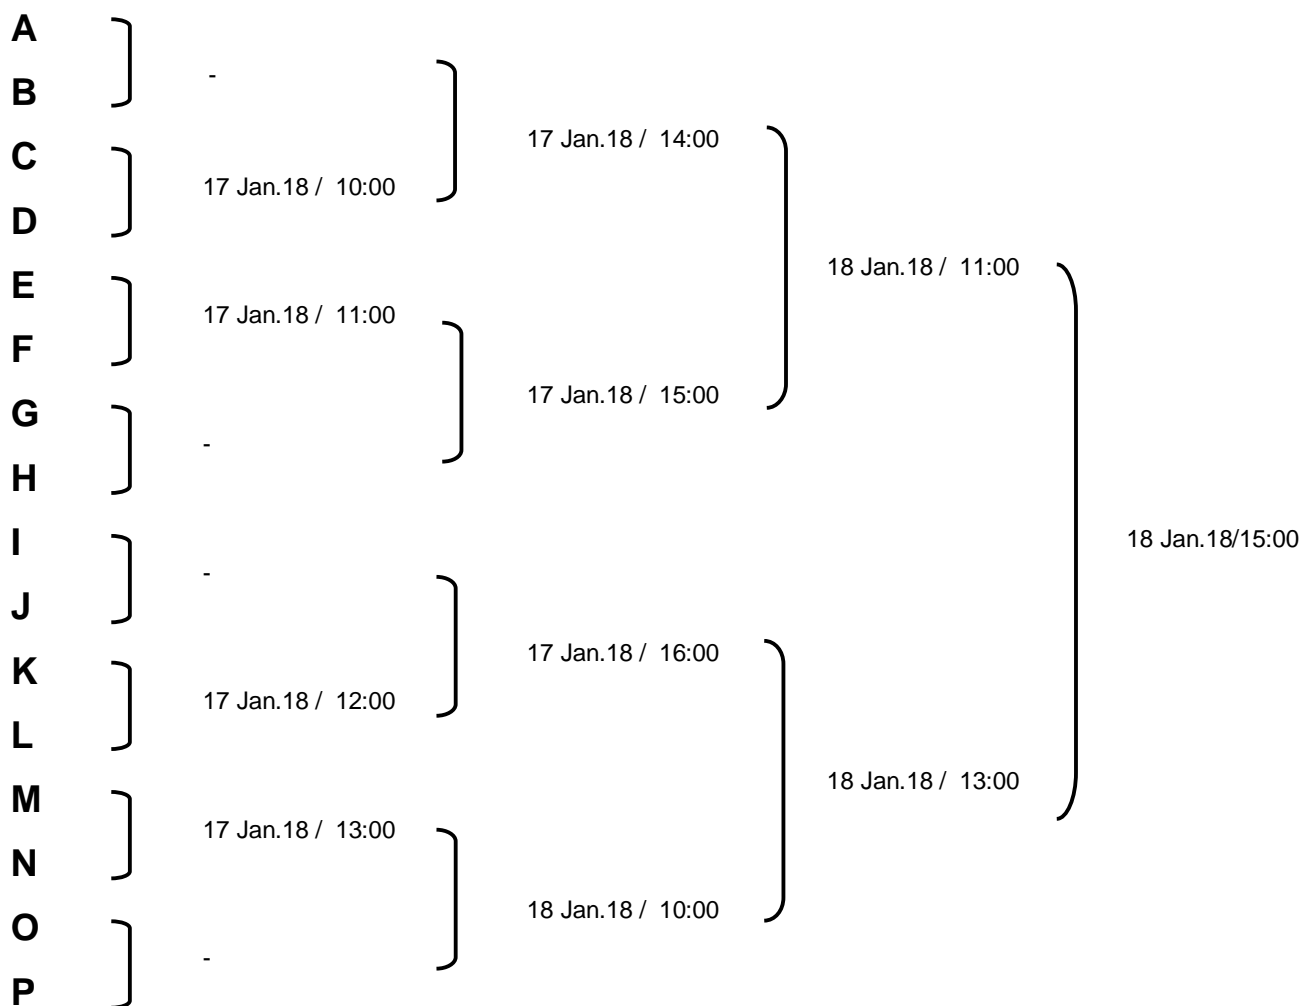 A
-
B
17 Jan.18 / 14:00
C
17 Jan.18 / 10:00
D
18 Jan.18 / 11:00
E
17 Jan.18 / 11:00
F
17 Jan.18 / 15:00
G
-
H
I
18 Jan.18/15:00
-
J
17 Jan.18 / 16:00
K
17 Jan.18 / 12:00
L
18 Jan.18 / 13:00
M
17 Jan.18 / 13:00
N
18 Jan.18 / 10:00
O
-
P